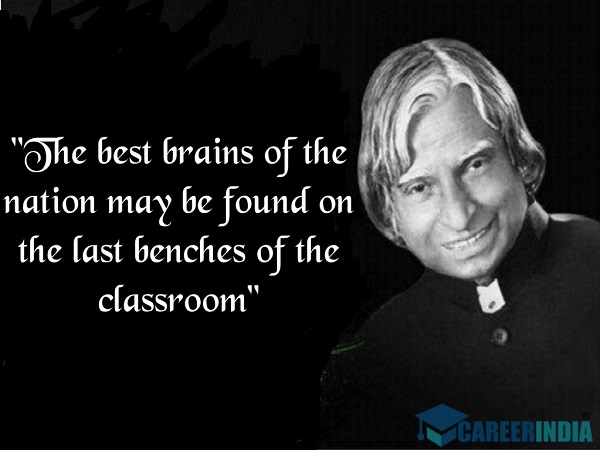 "The best brains of the
nation may be found on
the last benches of the
classroom"
CAREERINDIA